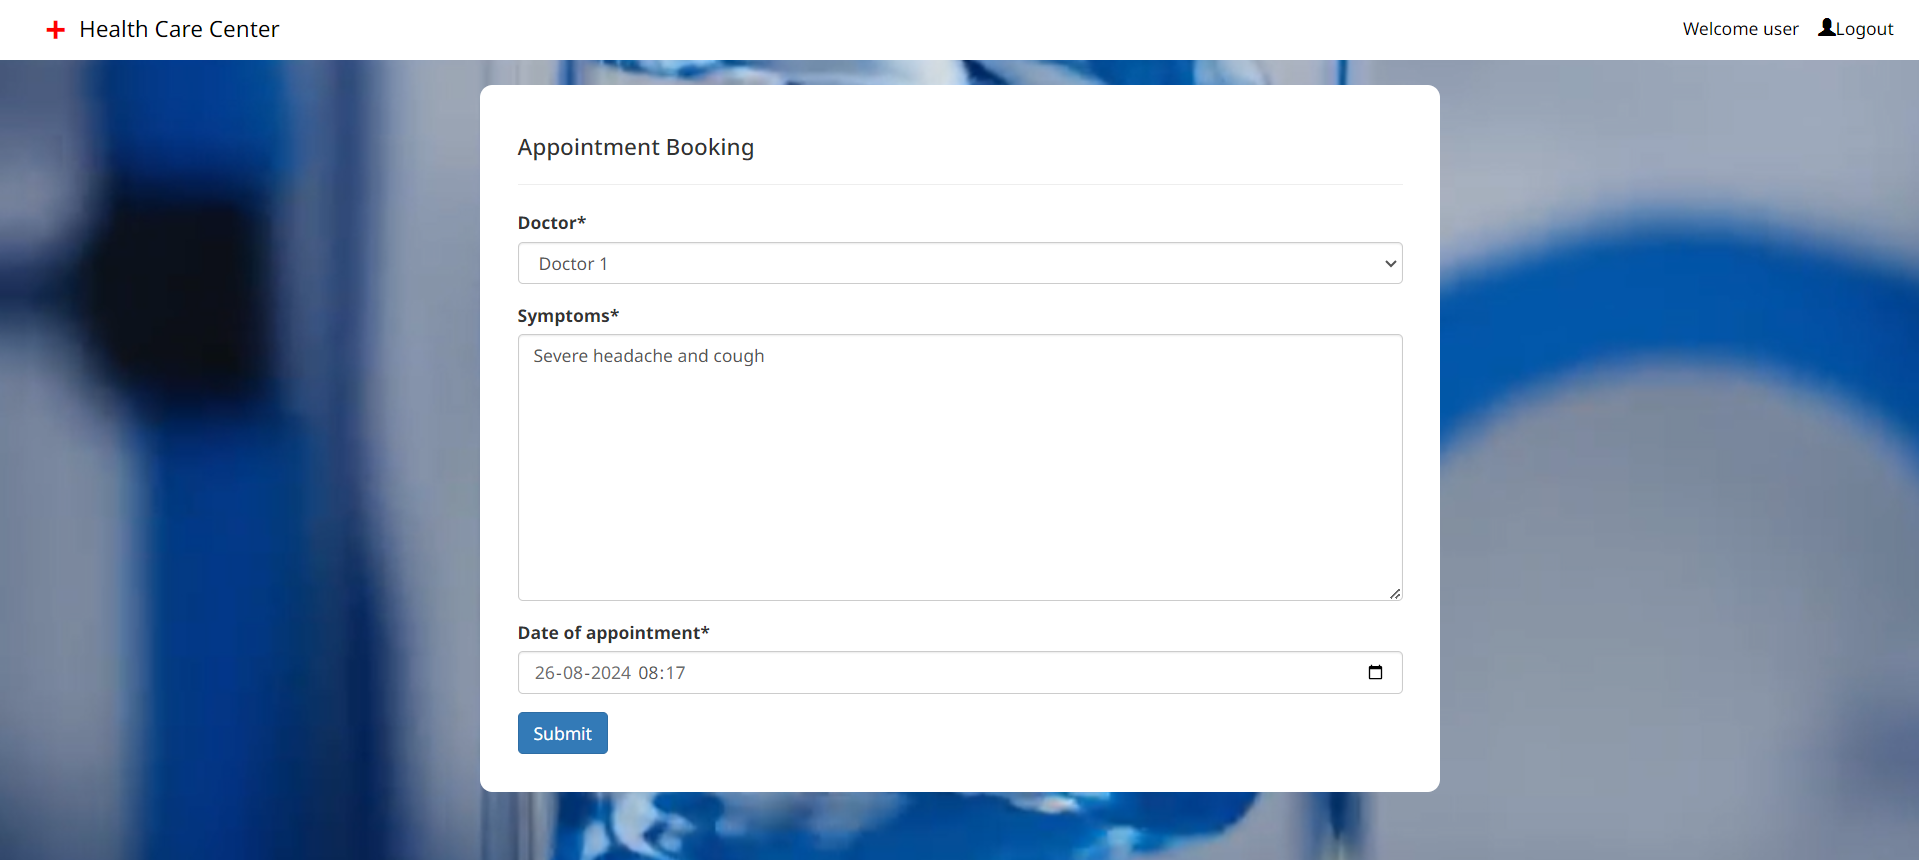 Health Care Center
Welcome user Logout
Appointment Booking
Doctor*
Doctor 1
Symptoms*
Severe headache and cough
Date of appointment*
26-08-2024 08:17
Submit